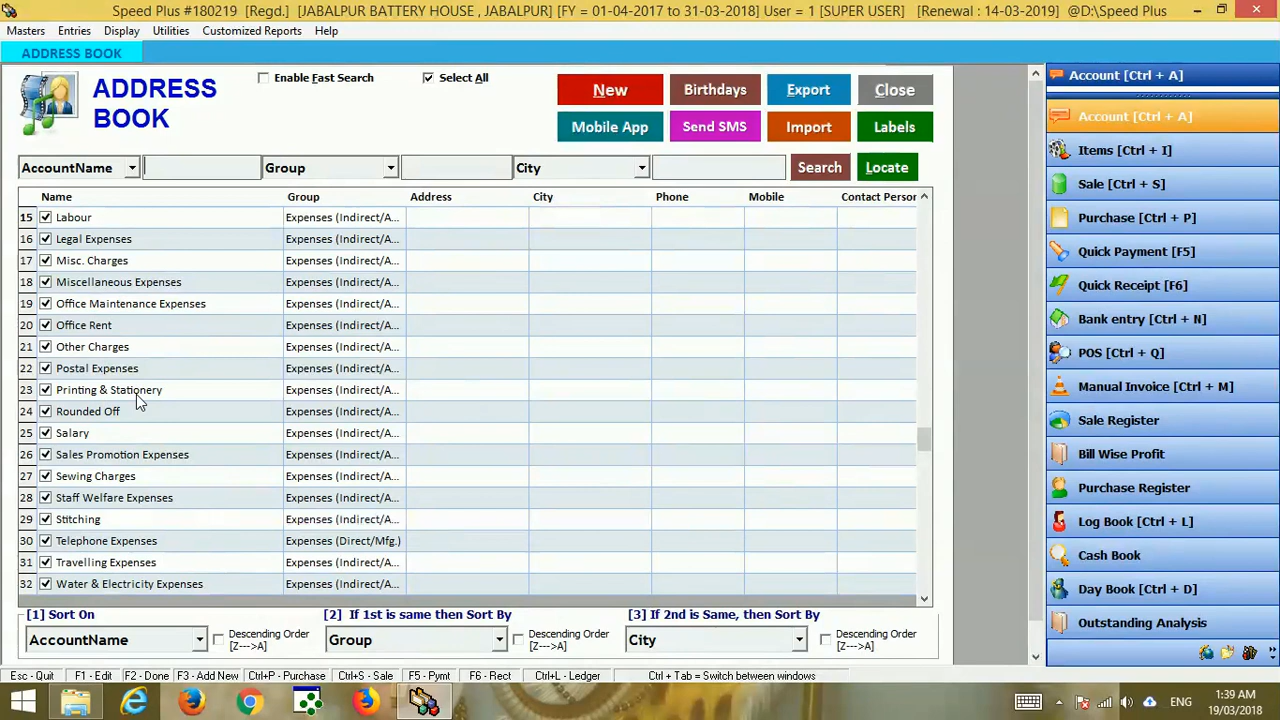 Speed Plus #180219 [Regd.] [JABALPUR BATTERY HOUSE , JABALPUR] [FY = 01-04-2017 to 31-03-2018] User = 1 [SUPER USER] [Renewal : 14-03-2019] @D:\Speed Plus
Masters Entries Display Utilities Customized Reports Help
ADDRESS BOOK
ADDRESS BOOK
Enable Fast Search
Select All
New Birthdays Export Close
Mobile App Send SMS Import Labels
AccountName Group City Search Locate
Name Group Address City Phone Mobile Contact Person
15 Labour Expenses (Indirect/A...
16 Legal Expenses Expenses (Indirect/A...
17 Misc. Charges Expenses (Indirect/A...
18 Miscellaneous Expenses Expenses (Indirect/A...
19 Office Maintenance Expenses Expenses (Indirect/A...
20 Office Rent Expenses (Indirect/A...
21 Other Charges Expenses (Indirect/A...
22 Postal Expenses Expenses (Indirect/A...
23 Printing & Stationery Expenses (Indirect/A...
24 Rounded Off Expenses (Indirect/A...
25 Salary Expenses (Indirect/A...
26 Sales Promotion Expenses Expenses (Indirect/A...
27 Sewing Charges Expenses (Indirect/A...
28 Staff Welfare Expenses Expenses (Indirect/A...
29 Stitching Expenses (Indirect/A...
30 Telephone Expenses Expenses (Direct/Mfg.)
31 Travelling Expenses Expenses (Indirect/A...
32 Water & Electricity Expenses Expenses (Indirect/A...
[1] Sort On [2] If 1st is same then Sort By [3] If 2nd is Same, then Sort By
AccountName Descending Order [Z--->A] Group Descending Order [Z--->A] City Descending Order [Z--->A]
Account [Ctrl + A]
Account [Ctrl + A]
Items [Ctrl + I]
Sale [Ctrl + S]
Purchase [Ctrl + P]
Quick Payment [F5]
Quick Receipt [F6]
Bank entry [Ctrl + N]
POS [Ctrl + Q]
Manual Invoice [Ctrl + M]
Sale Register
Bill Wise Profit
Purchase Register
Log Book [Ctrl + L]
Cash Book
Day Book [Ctrl + D]
Outstanding Analysis
Esc - Quit F1 - Edit F2 - Done F3 - Add New Ctrl+P - Purchase Ctrl+S - Sale F5 - Pymt F6 - Rect Ctrl+L - Ledger Ctrl + Tab = Switch between windows
ENG
1:39 AM
19/03/2018